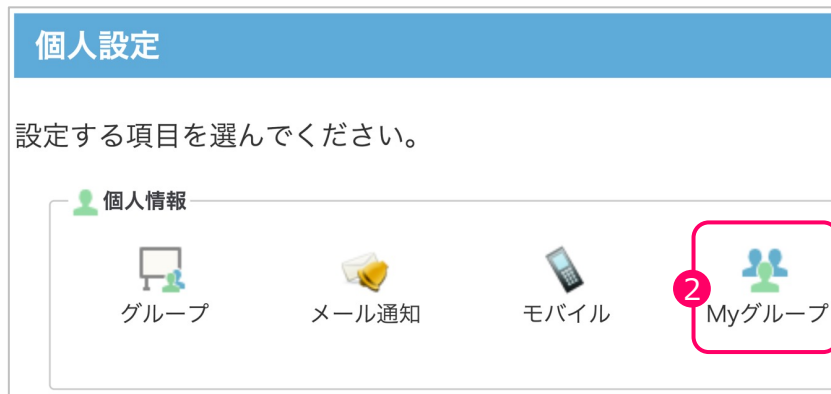 個人設定
設定する項目を選んでください。
個人情報
グループ
メール通知
モバイル
2
Myグループ